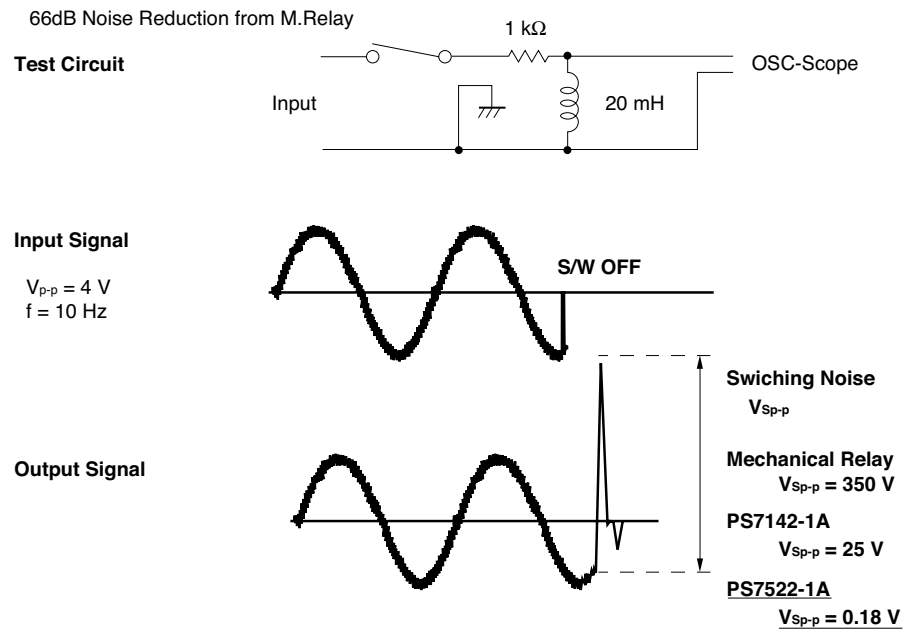 66dB Noise Reduction from M.Relay
Test Circuit
1 kΩ
OSC-Scope
Input
20 mH
Input Signal
Vp-p = 4 V
f = 10 Hz
S/W OFF
Swiching Noise
VSp-p
Output Signal
Mechanical Relay
VSp-p = 350 V
PS7142-1A
VSp-p = 25 V
PS7522-1A
VSp-p = 0.18 V